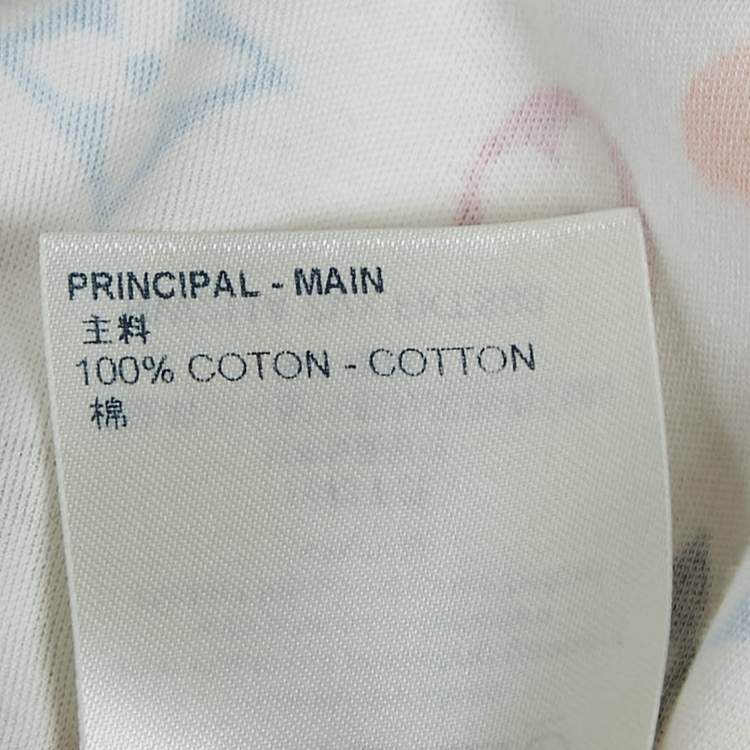 PRINCIPAL - MAIN
主料
100% COTON - COTTON
棉